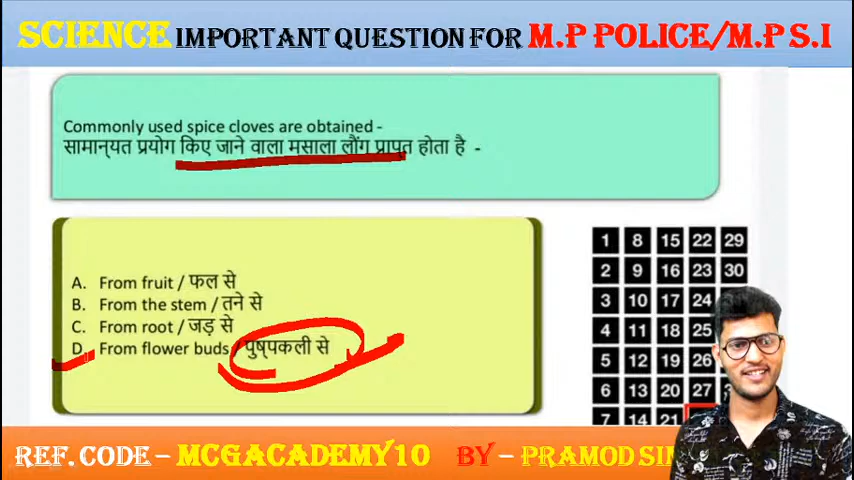 SCIENCE IMPORTANT QUESTION FOR M.P POLICE/M.P S.I
Commonly used spice cloves are obtained -
सामान्यत प्रयोग किए जाने वाला मसाला लौंग प्राप्त होता है -
A. From fruit / फल से
B. From the stem / तने से
C. From root / जड़ से
D. From flower buds / पुष्पकली से
1 8 15 22 29
2 9 16 23 30
3 10 17 24
4 11 18 25
5 12 19 26
6 13 20 27
7 14 21
REF. CODE - MCGACADEMY10 BY - PRAMOD